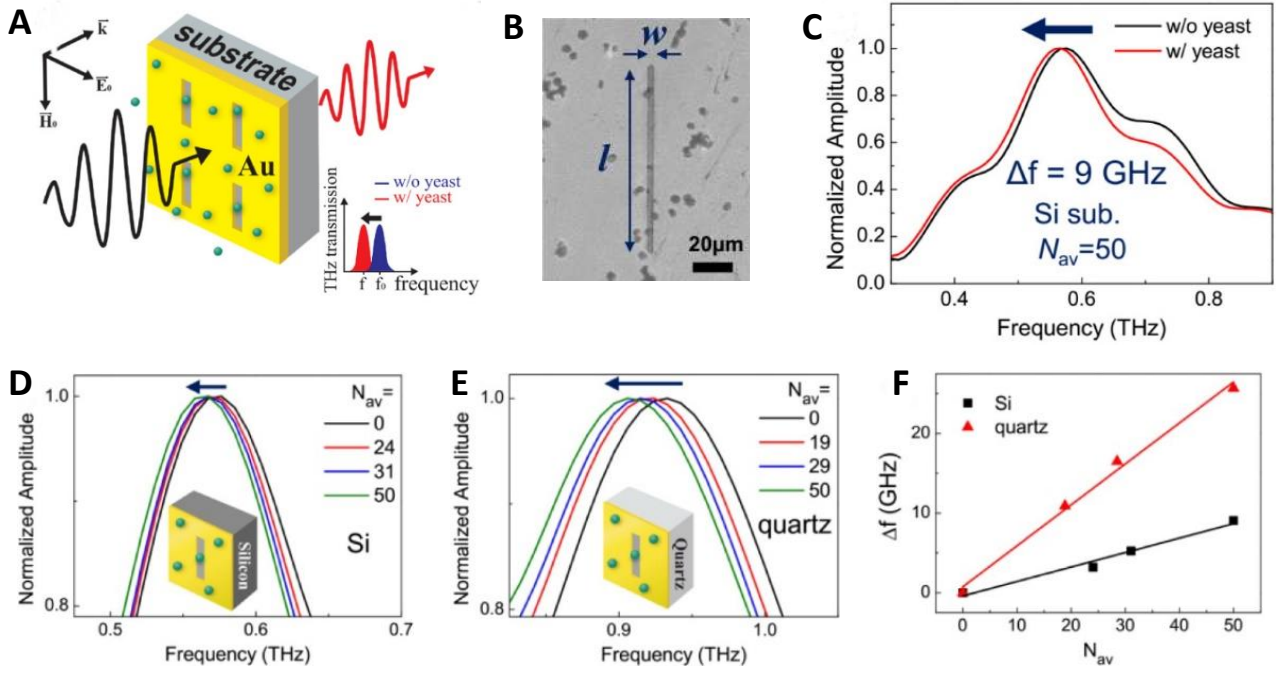 A
k
E₀
H₀
substrate
Au
w/o yeast
w/ yeast
THz transmission
f f₀ frequency
B
w
l
20μm
C
Normalized Amplitude
1.0
0.8
0.6
0.4
0.2
0.0
w/o yeast
w/ yeast
Δf = 9 GHz
Si sub.
Nav=50
0.4 0.6 0.8
Frequency (THz)
D
Normalized Amplitude
1.0
0.8
Nav=
0
24
31
50
Si
Silicon
0.5 0.6 0.7
Frequency (THz)
E
Normalized Amplitude
1.0
0.8
Nav=
0
19
29
50
quartz
Quartz
0.9 1.0
Frequency (THz)
F
Δf (GHz)
20
10
0
Si
quartz
0 10 20 30 40 50
Nav